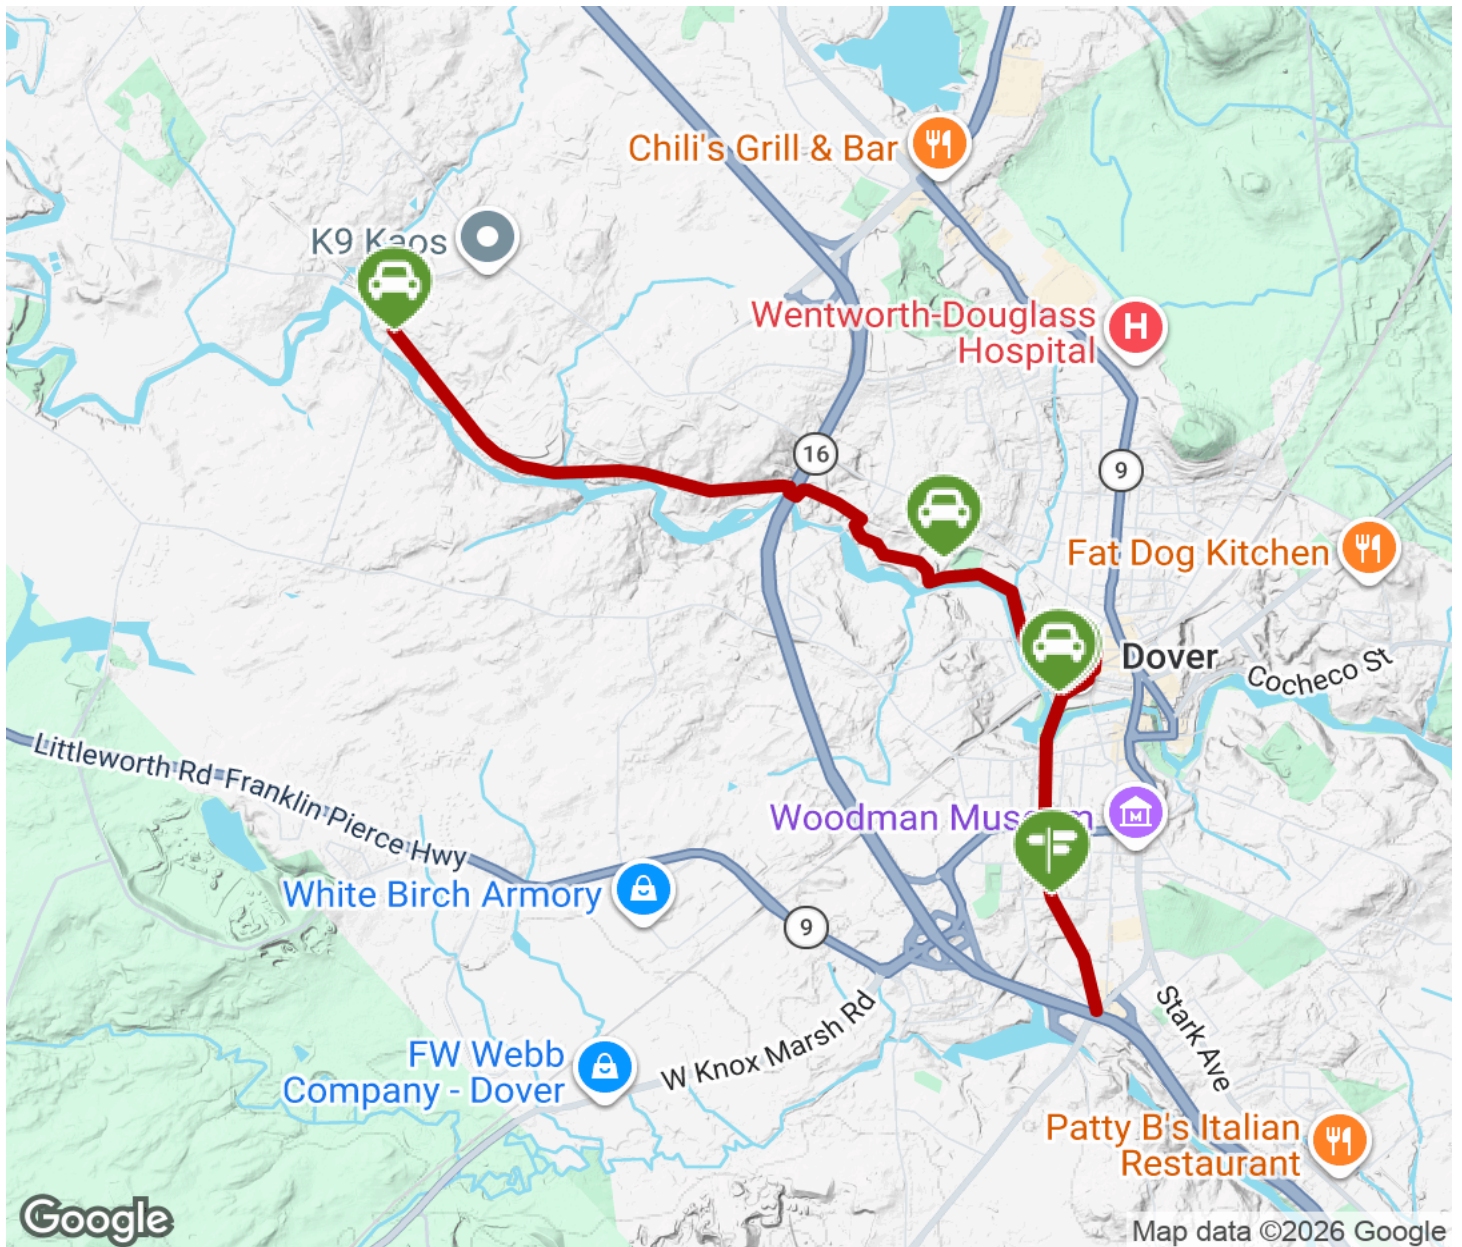 Chili's Grill & Bar
K9 Kaos
Wentworth-Douglass
Hospital
H
16
9
Fat Dog Kitchen
Dover
Cocheco St
Littleworth Rd
Franklin Pierce Hwy
Woodman Museum
M
White Birch Armory
9
Stark Ave
W Knox Marsh Rd
FW Webb
Company - Dover
Patty B's Italian
Restaurant
Google
Map data ©2026 Google